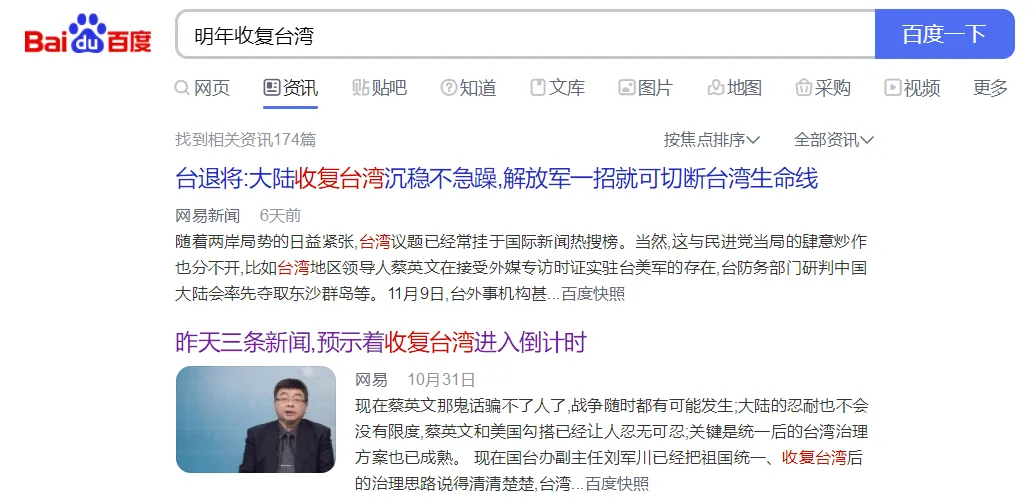 Bai du 百度
明年收复台湾
百度一下
网页 资讯 贴吧 知道 文库 图片 地图 采购 视频 更多
贴
找到相关资讯174篇 按焦点排序 全部资讯
台退将:大陆收复台湾沉稳不急躁,解放军一招就可切断台湾生命线
网易新闻 6天前
随着两岸局势的日益紧张,台湾议题已经常挂于国际新闻热搜榜。当然,这与民进党当局的肆意炒作
也分不开,比如台湾地区领导人蔡英文在接受外媒专访时证实驻台美军的存在,台防务部门研判中国
大陆会率先夺取东沙群岛等。 11月9日,台外事机构甚...百度快照
昨天三条新闻,预示着收复台湾进入倒计时
网易 10月31日
现在蔡英文那鬼话骗不了人了,战争随时都有可能发生;大陆的忍耐也不会
没有限度,蔡英文和美国勾搭已经让人忍无可忍;关键是统一后的台湾治理
方案也已成熟。 现在国台办副主任刘军川已经把祖国统一、收复台湾后
的治理思路说得清清楚楚,台湾...百度快照